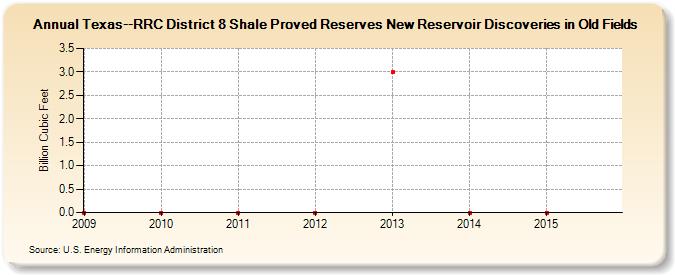 Annual Texas--RRC District 8 Shale Proved Reserves New Reservoir Discoveries in Old Fields
Billion Cubic Feet
3.5
3.0
2.5
2.0
1.5
1.0
0.5
0.0
2009 2010 2011 2012 2013 2014 2015
Source: U.S. Energy Information Administration